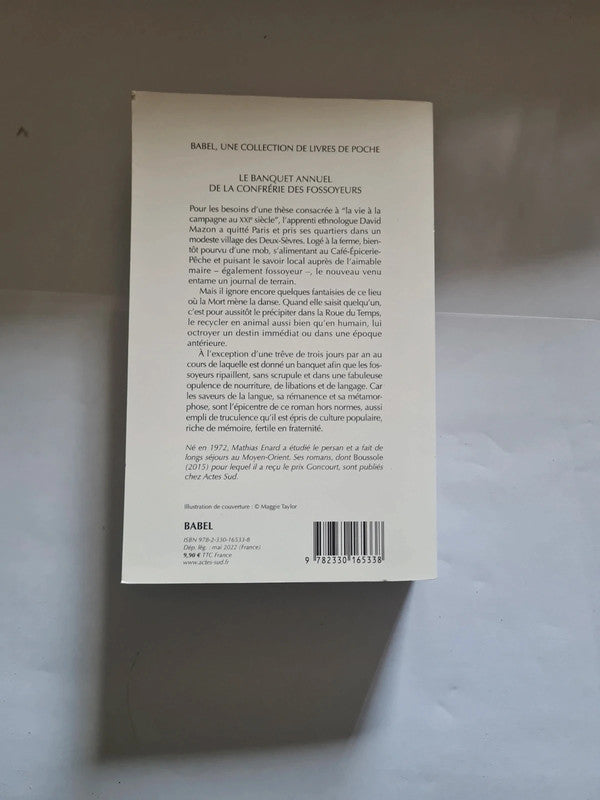 BABEL, UNE COLLECTION DE LIVRES DE POCHE
LE BANQUET ANNUEL
DE LA CONFRÉRIE DES FOSSOYEURS
Pour les besoins d'une thèse consacrée à "la vie à la
campagne au XXIe siècle", l'apprenti ethnologue David
Mazon a quitté Paris et pris ses quartiers dans un
modeste village des Deux-Sèvres. Logé à la ferme, bien-
tôt pourvu d'une mob, s'alimentant au Café-Épicerie-
Pêche et puisant le savoir local auprès de l'aimable
maire – également fossoyeur –, le nouveau venu
entame un journal de terrain.
Mais il ignore encore quelques fantaisies de ce lieu
où la Mort mène la danse. Quand elle saisit quelqu'un,
c'est pour aussitôt le précipiter dans la Roue du Temps,
le recycler en animal aussi bien qu'en humain, lui
octroyer un destin immédiat ou dans une époque
antérieure.
À l'exception d'une trêve de trois jours par an au
cours de laquelle est donné un banquet afin que les fos-
soyeurs ripaillent, sans scrupule et dans une fabuleuse
opulence de nourriture, de libations et de langage. Car
les saveurs de la langue, sa rémanence et sa métamor-
phose, sont l'épicentre de ce roman hors normes, aussi
empli de truculence qu'il est épris de culture populaire,
riche de mémoire, fertile en fraternité.
Né en 1972, Mathias Enard a étudié le persan et a fait de
longs séjours au Moyen-Orient. Ses romans, dont Boussole
(2015) pour lequel il a reçu le prix Goncourt, sont publiés
chez Actes Sud.
Illustration de couverture : © Maggie Taylor
BABEL
ISBN 978-2-330-16533-8
Dép. lég. : mai 2022 (France)
9,90 € TTC France
www.actes-sud.fr
9 782330 165338